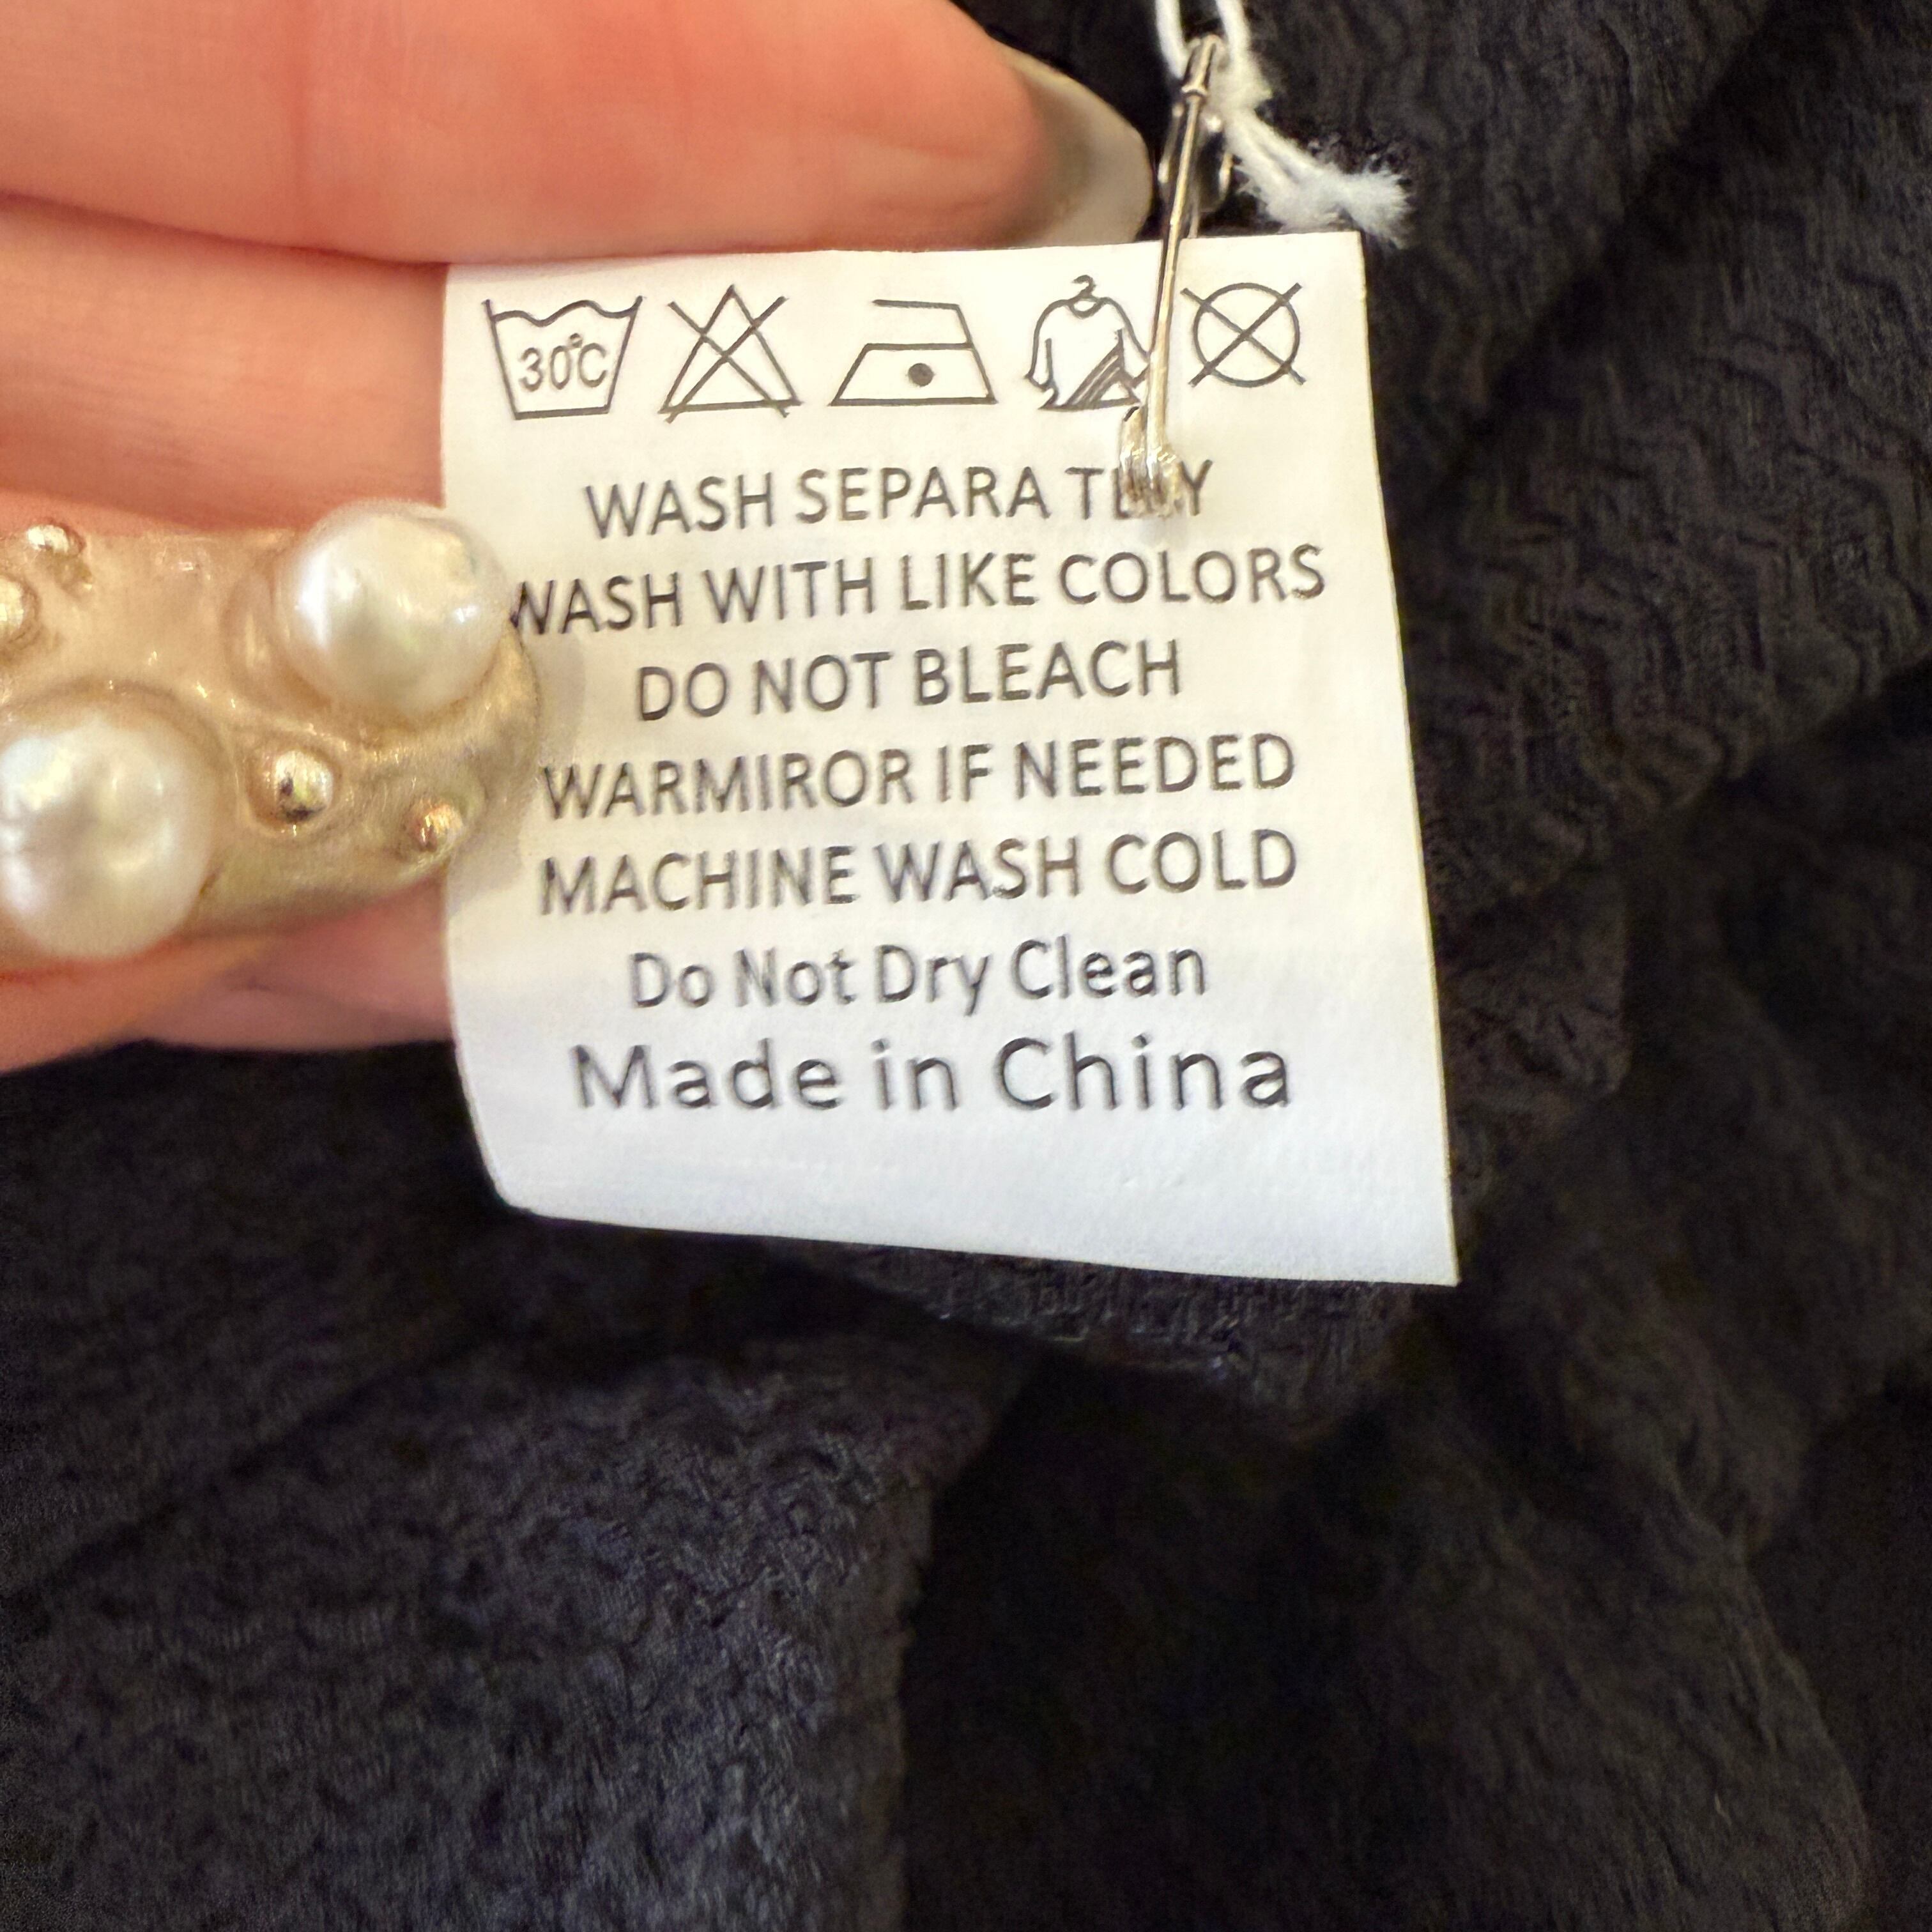 30°C
WASH SEPARA TELY
WASH WITH LIKE COLORS
DO NOT BLEACH
WARMIROR IF NEEDED
MACHINE WASH COLD
Do Not Dry Clean
Made in China